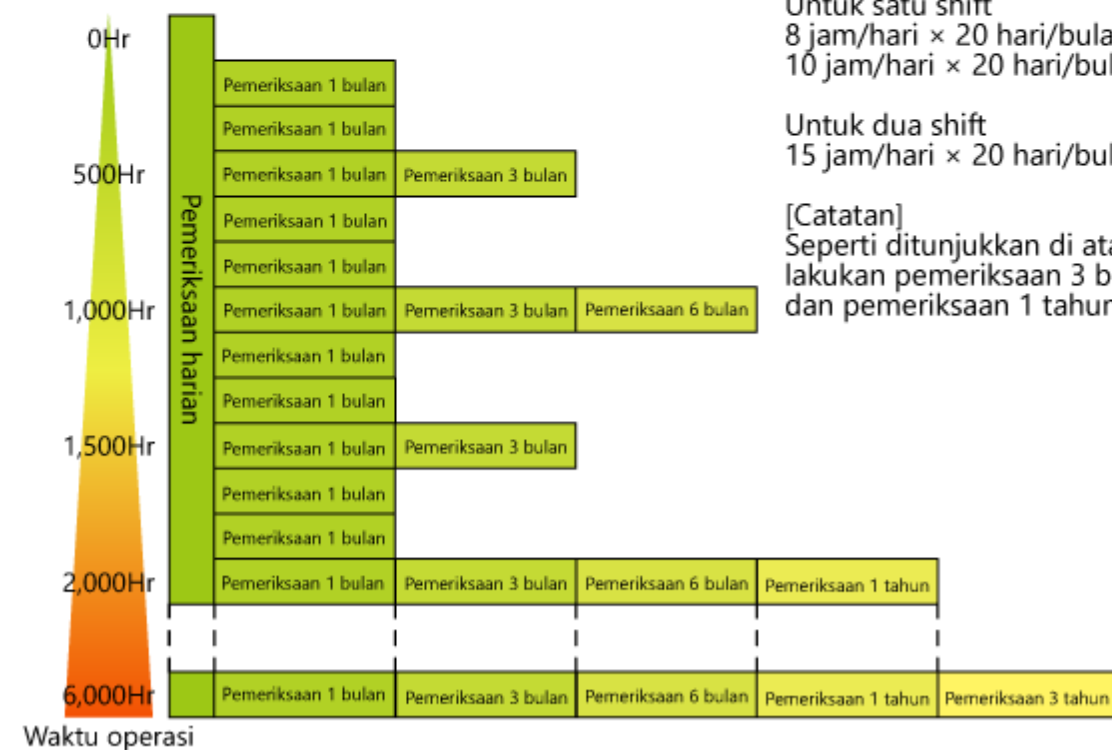 Untuk satu shift
8 jam/hari × 20 hari/bula
10 jam/hari × 20 hari/bul
Untuk dua shift
15 jam/hari × 20 hari/bul
[Catatan]
Seperti ditunjukkan di ata
lakukan pemeriksaan 3 b
dan pemeriksaan 1 tahun
0Hr
Pemeriksaan harian
Pemeriksaan 1 bulan
Pemeriksaan 1 bulan
500Hr Pemeriksaan 1 bulan Pemeriksaan 3 bulan
Pemeriksaan 1 bulan
Pemeriksaan 1 bulan
1,000Hr Pemeriksaan 1 bulan Pemeriksaan 3 bulan Pemeriksaan 6 bulan
Pemeriksaan 1 bulan
Pemeriksaan 1 bulan
1,500Hr Pemeriksaan 1 bulan Pemeriksaan 3 bulan
Pemeriksaan 1 bulan
Pemeriksaan 1 bulan
2,000Hr Pemeriksaan 1 bulan Pemeriksaan 3 bulan Pemeriksaan 6 bulan Pemeriksaan 1 tahun
6,000Hr Pemeriksaan 1 bulan Pemeriksaan 3 bulan Pemeriksaan 6 bulan Pemeriksaan 1 tahun Pemeriksaan 3 tahun
Waktu operasi